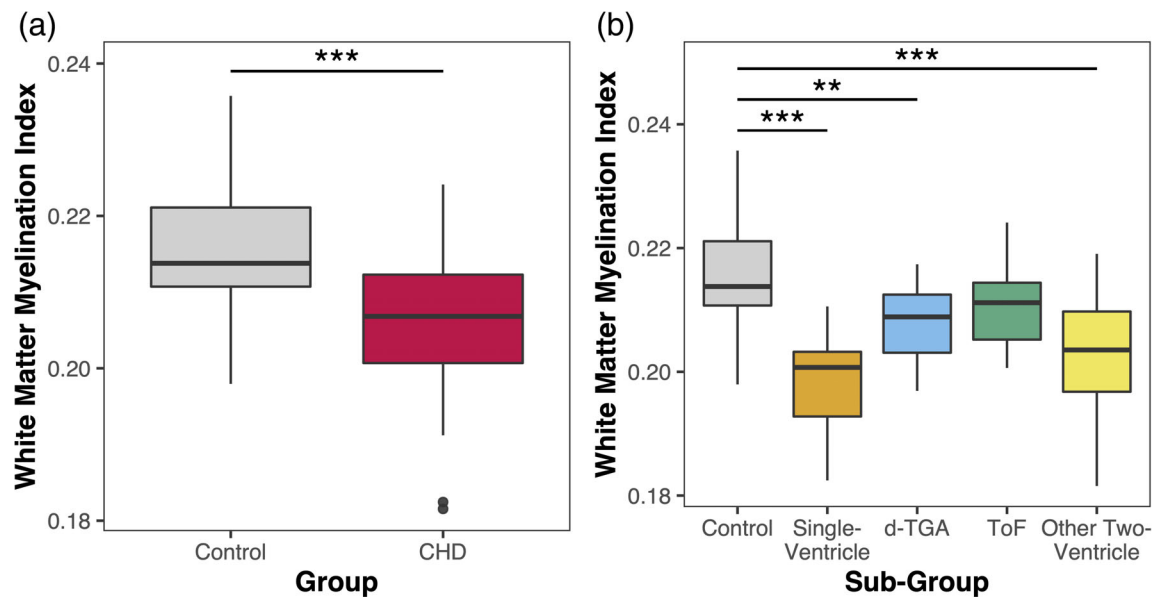 (a)
White Matter Myelination Index
0.24
0.22
0.20
0.18
***
Control
CHD
Group
(b)
White Matter Myelination Index
0.24
0.22
0.20
0.18
***
**
***
Control
Single-
Ventricle
d-TGA
ToF
Other Two-
Ventricle
Sub-Group